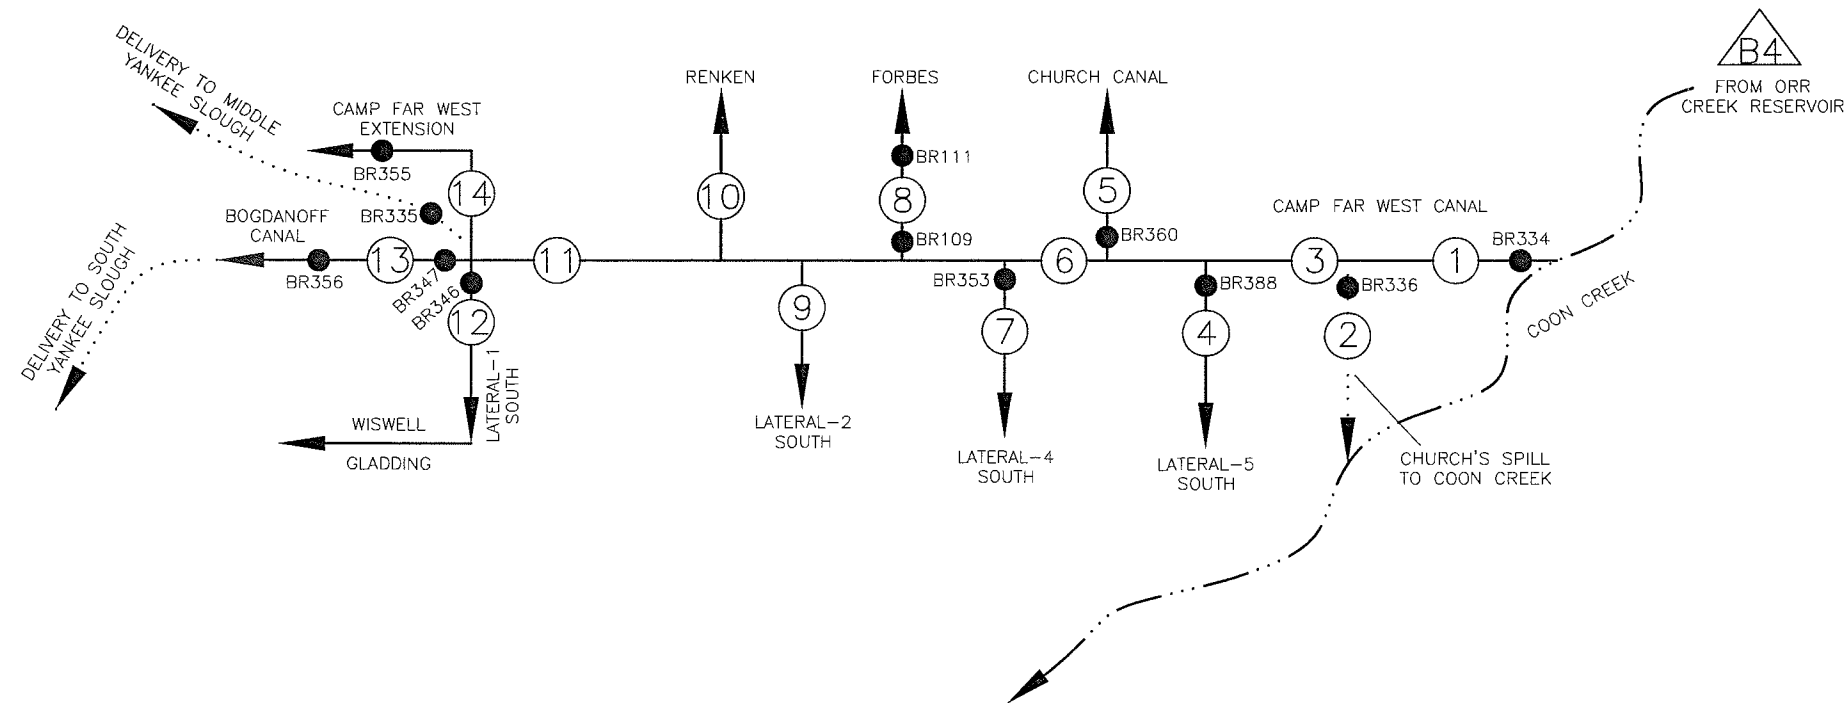 B4
FROM ORR
CREEK RESERVOIR
DELIVERY TO MIDDLE
YANKEE SLOUGH
CAMP FAR WEST
EXTENSION
RENKEN
FORBES
CHURCH CANAL
BR355
BR111
14
10
8
5
BR335
CAMP FAR WEST CANAL
BOGDANOFF
CANAL
BR109
BR360
BR334
13
11
6
3
1
BR356
BR347
BR346
BR353
BR388
BR336
COON CREEK
DELIVERY TO SOUTH
YANKEE SLOUGH
12
9
7
4
2
LATERAL-1
SOUTH
WISWELL
GLADDING
LATERAL-2
SOUTH
LATERAL-4
SOUTH
LATERAL-5
SOUTH
CHURCH'S SPILL
TO COON CREEK